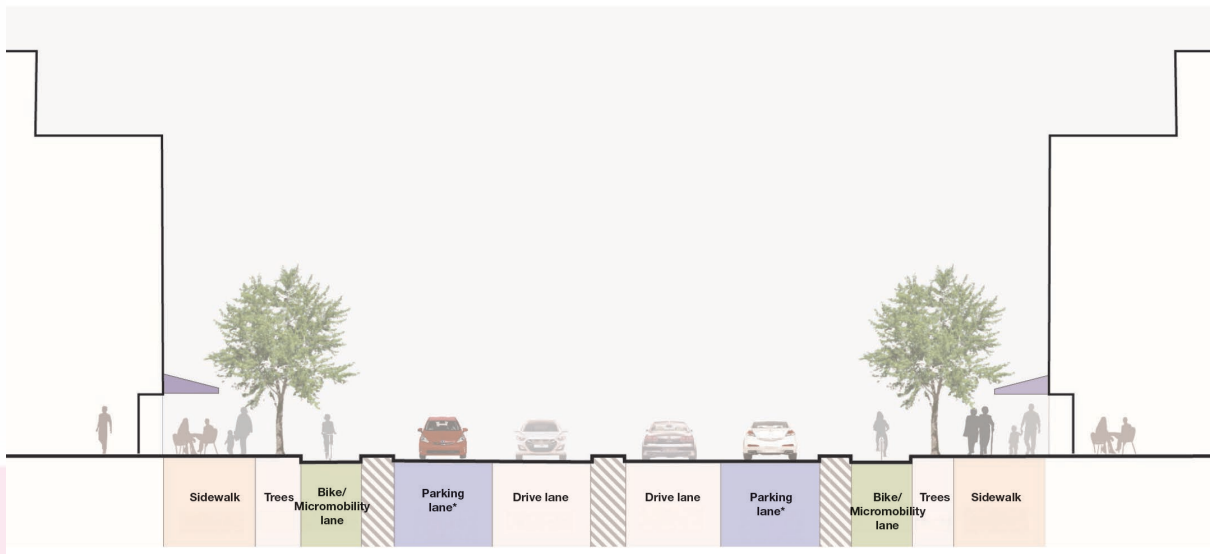 Sidewalk
Trees
Bike/
Micromobility
lane
Parking
lane*
Drive lane
Drive lane
Parking
lane*
Bike/
Micromobility
lane
Trees
Sidewalk